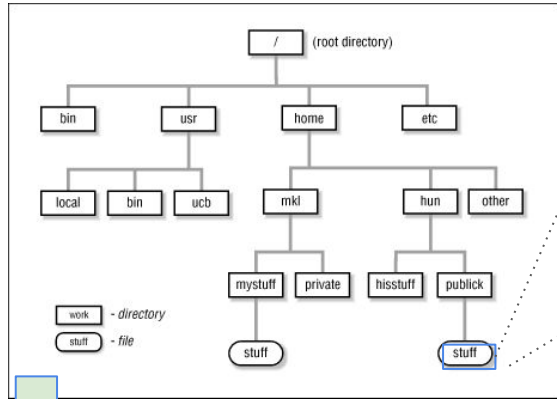 / (root directory)
bin usr home etc
local bin ucb mkl hun other
mystuff private hisstuff publick
work - directory
stuff - file
stuff stuff